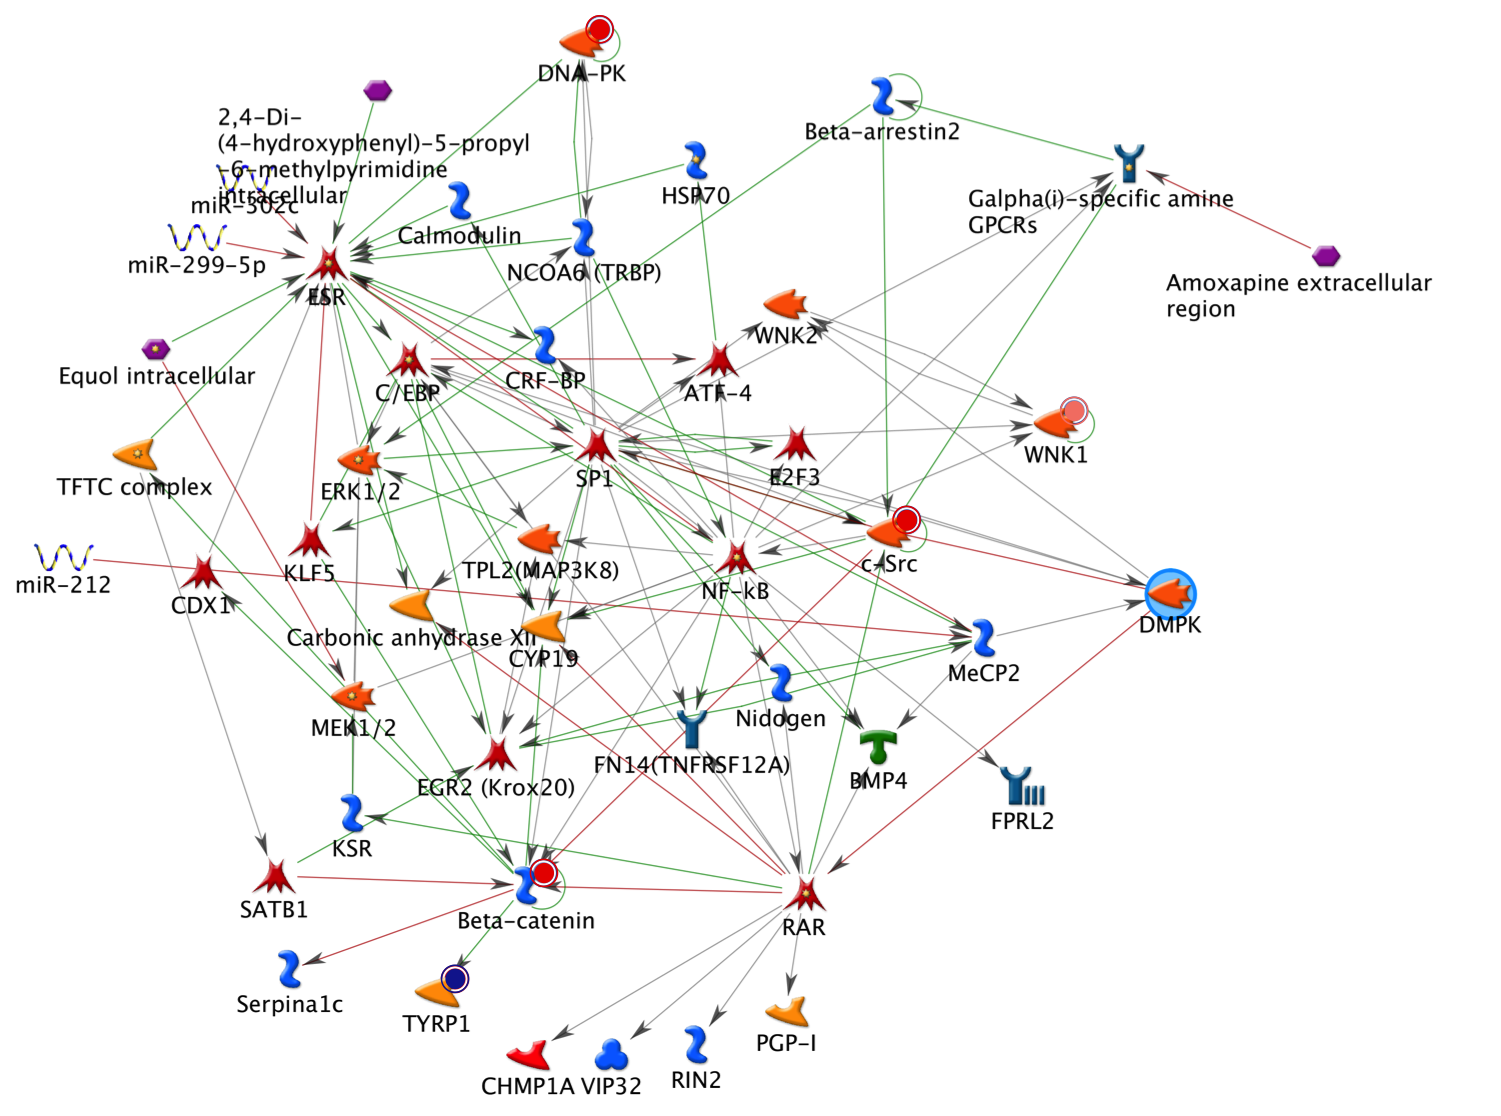 DNA-PK
2,4-Di-
(4-hydroxyphenyl)-5-propyl
-6-methylpyrimidine
intracellular
Beta-arrestin2
HSP70
Galpha(i)-specific amine
GPCRs
miR-302c
Calmodulin
miR-299-5p
NCOA6 (TRBP)
Amoxapine extracellular
region
ESR
WNK2
Equol intracellular
C/EBP
CRF-BP
ATF-4
WNK1
TFTC complex
ERK1/2
SP1
E2F3
miR-212
CDX1
KLF5
TPL2(MAP3K8)
NF-kB
c-Src
DMPK
Carbonic anhydrase XII
CYP19
MeCP2
MEK1/2
Nidogen
EGR2 (Krox20)
FN14(TNFRSF12A)
BMP4
FPRL2
KSR
SATB1
Beta-catenin
RAR
Serpina1c
TYRP1
PGP-I
CHMP1A
VIP32
RIN2